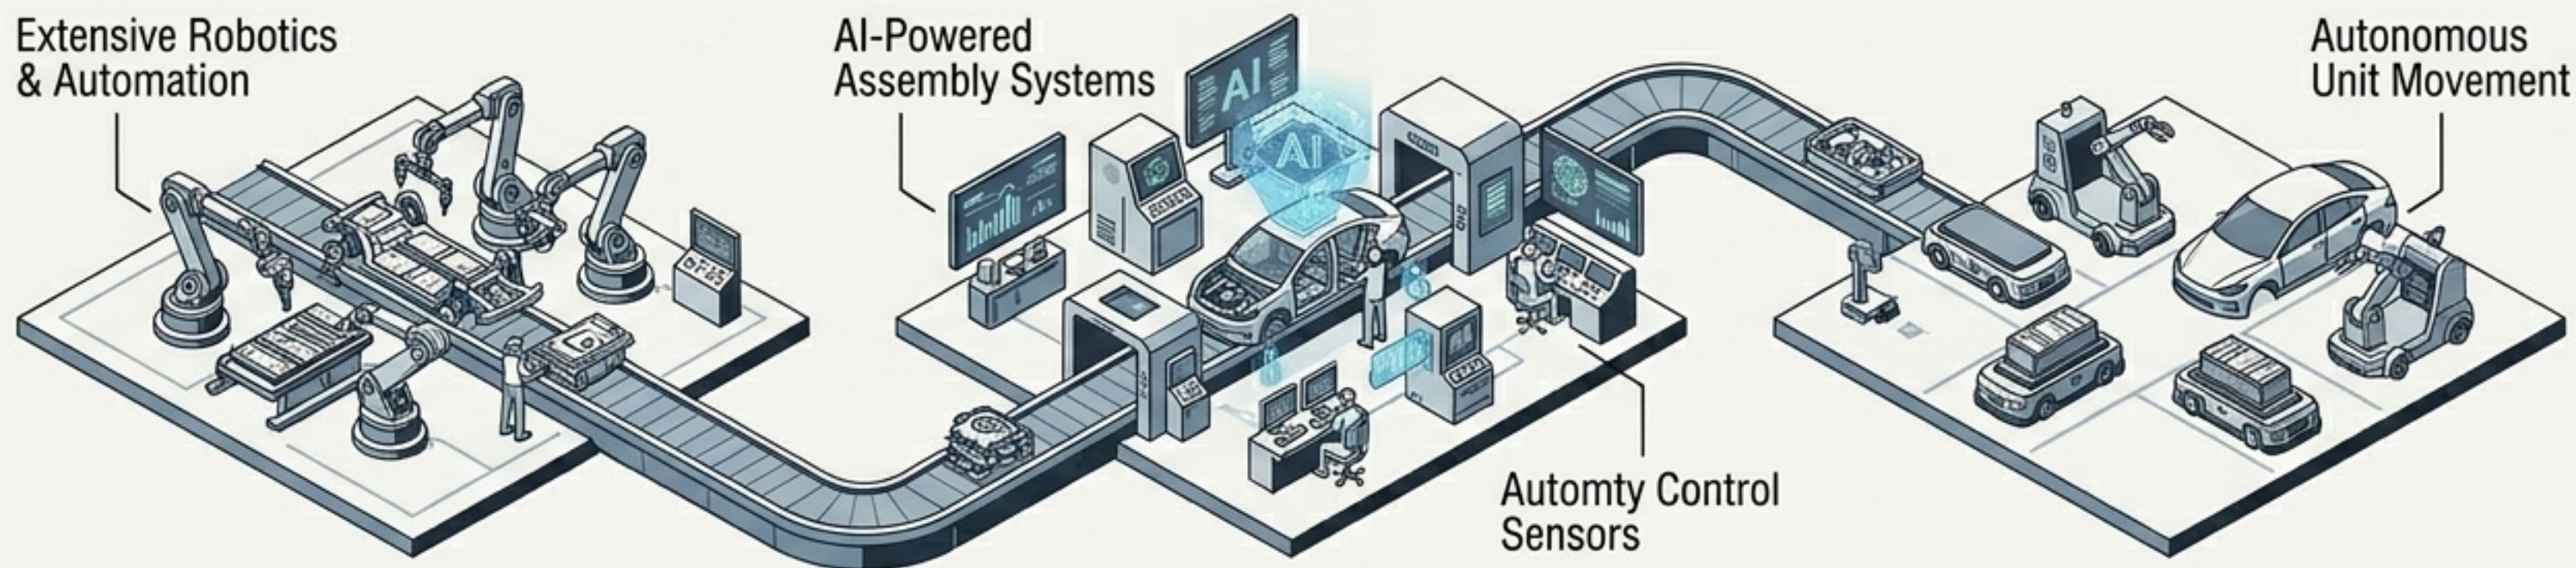 Extensive Robotics
& Automation
AI-Powered
Assembly Systems
AI
AI
Automty Control
Sensors
Autonomous
Unit Movement